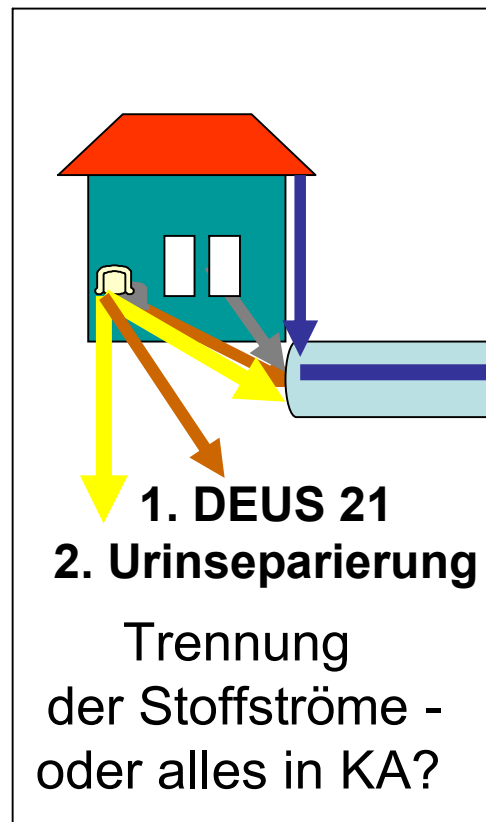 1. DEUS 21
2. Urinseparierung
Trennung
der Stoffströme -
oder alles in KA?